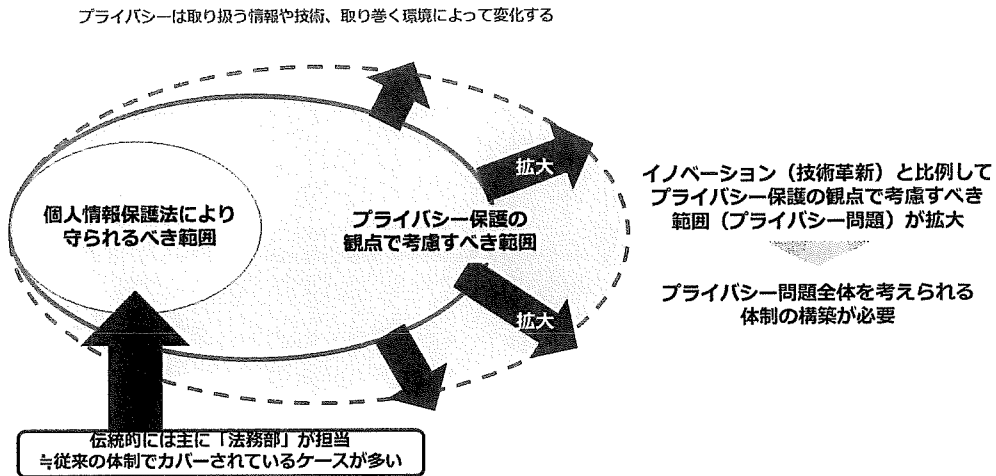 プライバシーは取り扱う情報や技術、取り巻く環境によって変化する
拡大
個人情報保護法により
守られるべき範囲
プライバシー保護の
観点で考慮すべき範囲
拡大
イノベーション（技術革新）と比例して
プライバシー保護の観点で考慮すべき
範囲（プライバシー問題）が拡大
プライバシー問題全体を考えられる
体制の構築が必要
伝統的には主に「法務部」が担当
≒従来の体制でカバーされているケースが多い